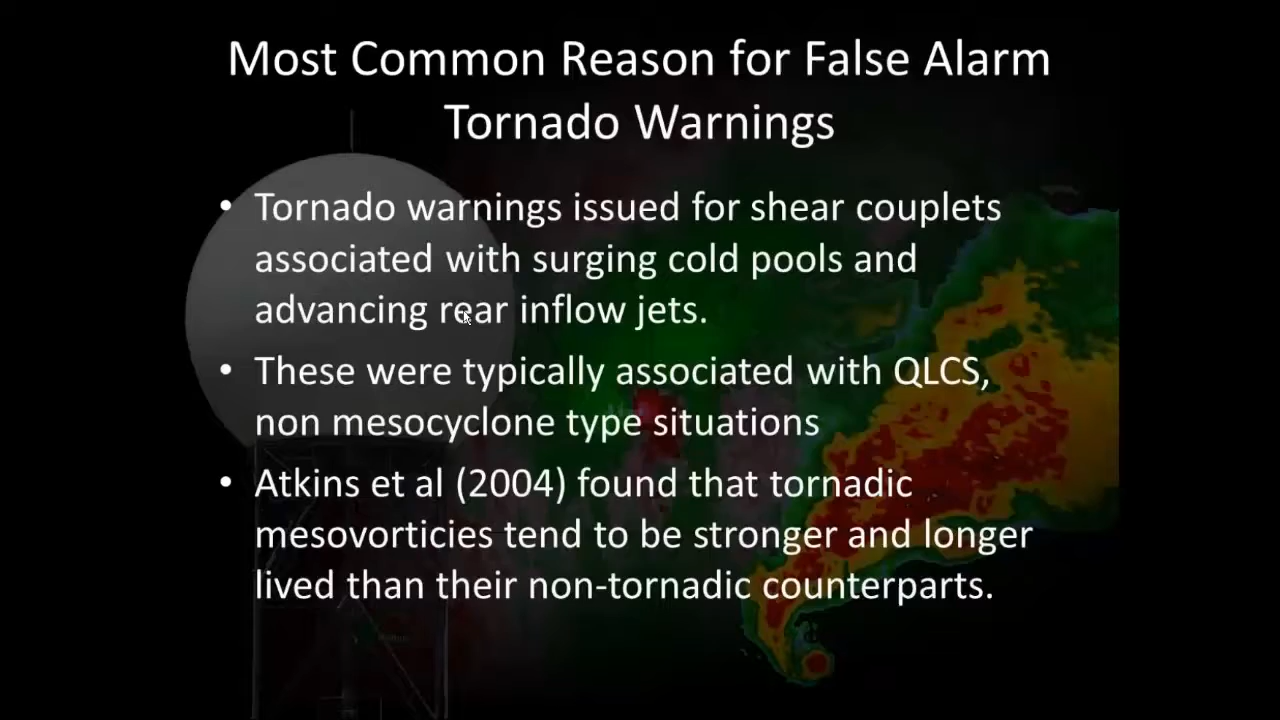 Most Common Reason for False Alarm
Tornado Warnings
• Tornado warnings issued for shear couplets
associated with surging cold pools and
advancing rear inflow jets.
• These were typically associated with QLCS,
non mesocyclone type situations
• Atkins et al (2004) found that tornadic
mesovorticies tend to be stronger and longer
lived than their non-tornadic counterparts.